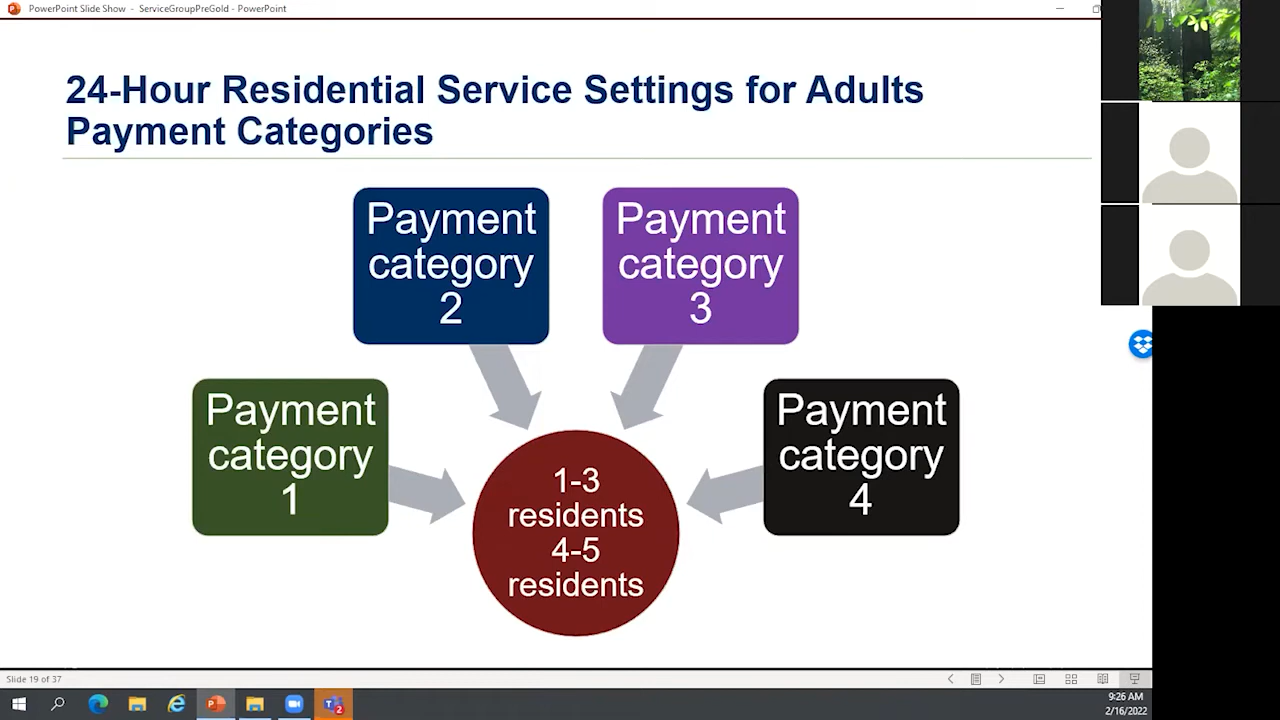 PowerPoint Slide Show - ServiceGroupPreGold - PowerPoint
24-Hour Residential Service Settings for Adults
Payment Categories
Payment
category
2
Payment
category
3
Payment
category
1
Payment
category
4
1-3
residents
4-5
residents
Slide 19 of 37
2
9:26 AM
2/16/2022